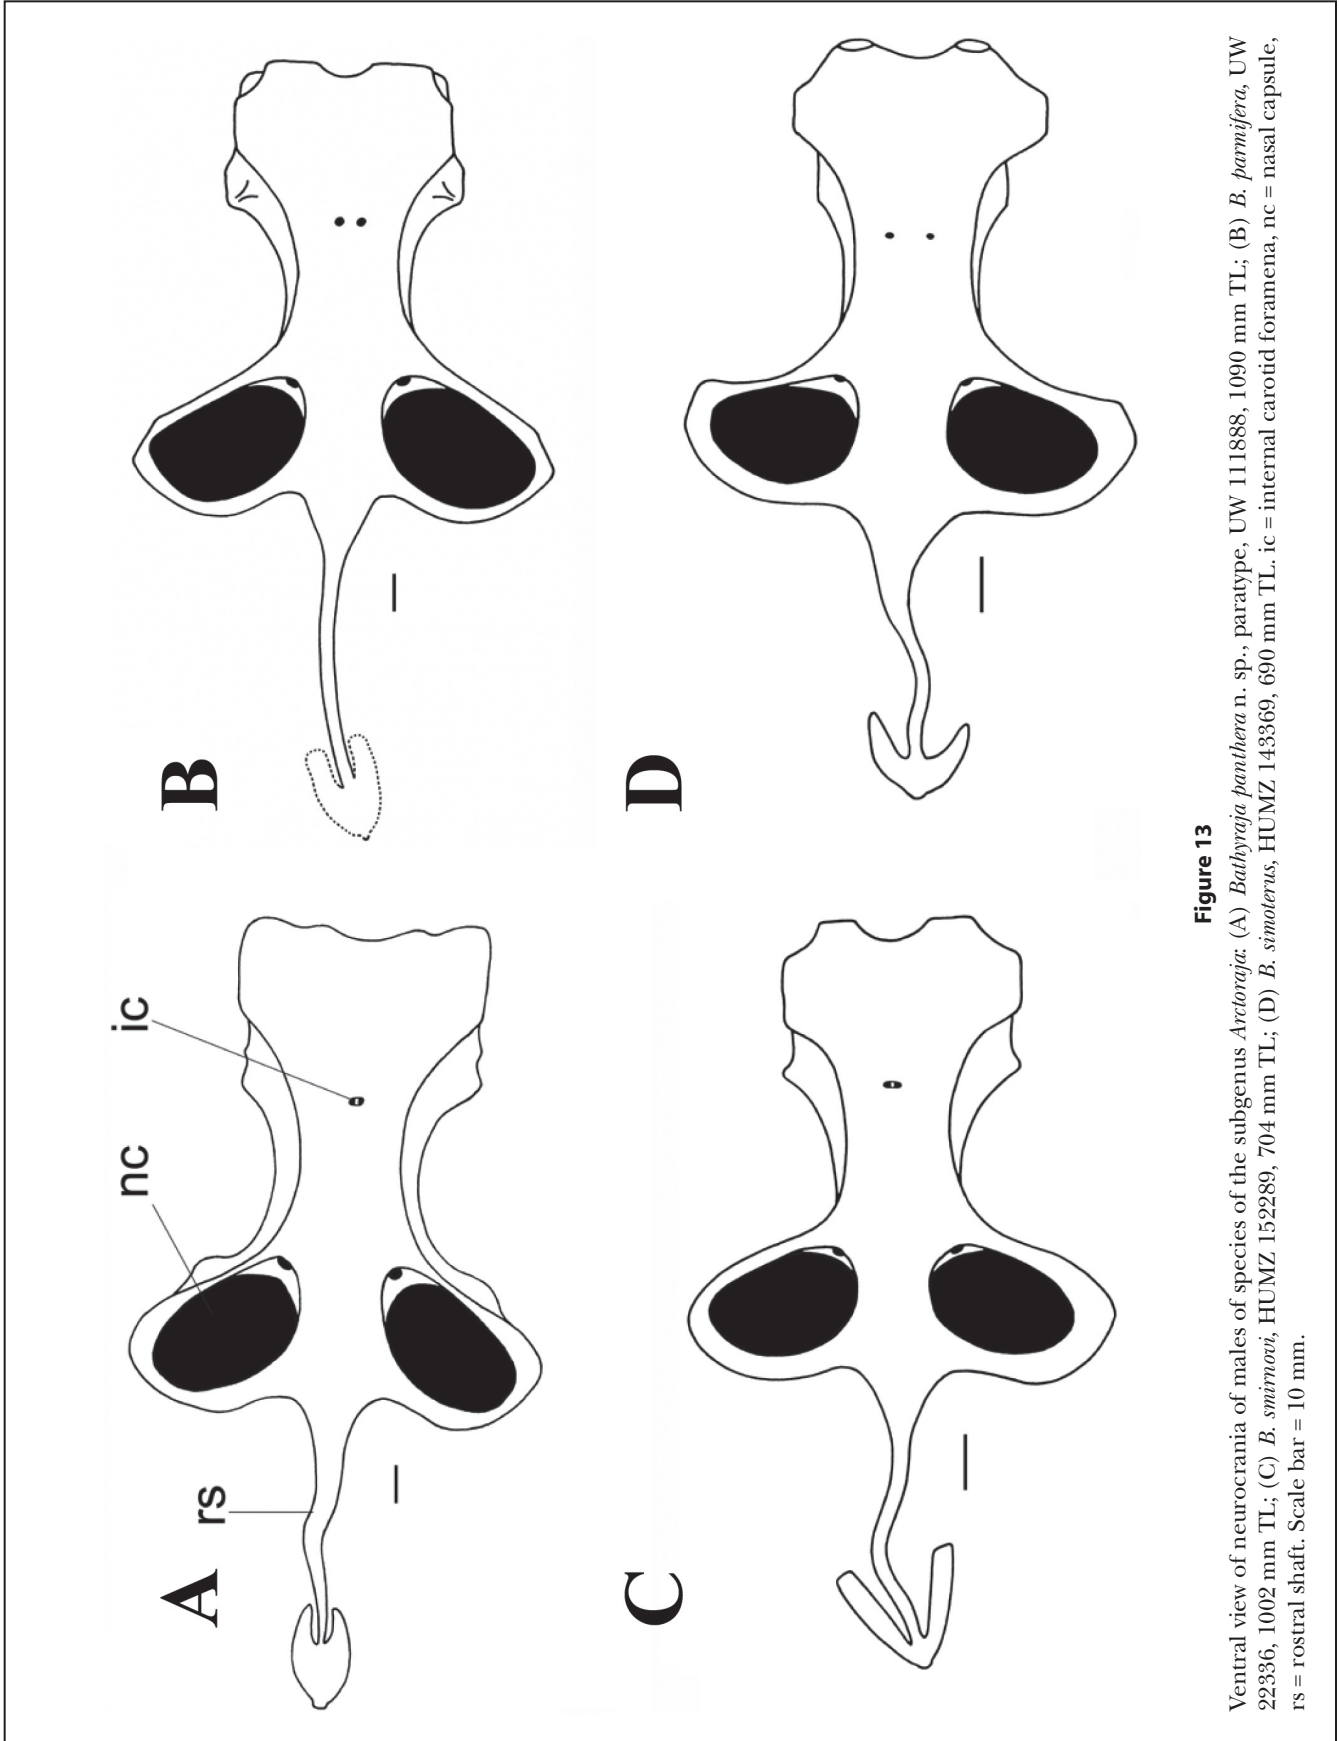 A
rs
nc
ic
B
C
D
Figure 13
Ventral view of neurocrania of males of species of the subgenus Arctoraja: (A) Bathyraja panthera n. sp., paratype, UW 111888, 1090 mm TL; (B) B. parmifera, UW
22336, 1002 mm TL; (C) B. smirnovi, HUMZ 152289, 704 mm TL; (D) B. simoterus, HUMZ 143369, 690 mm TL. ic = internal carotid foramena, nc = nasal capsule,
rs = rostral shaft. Scale bar = 10 mm.